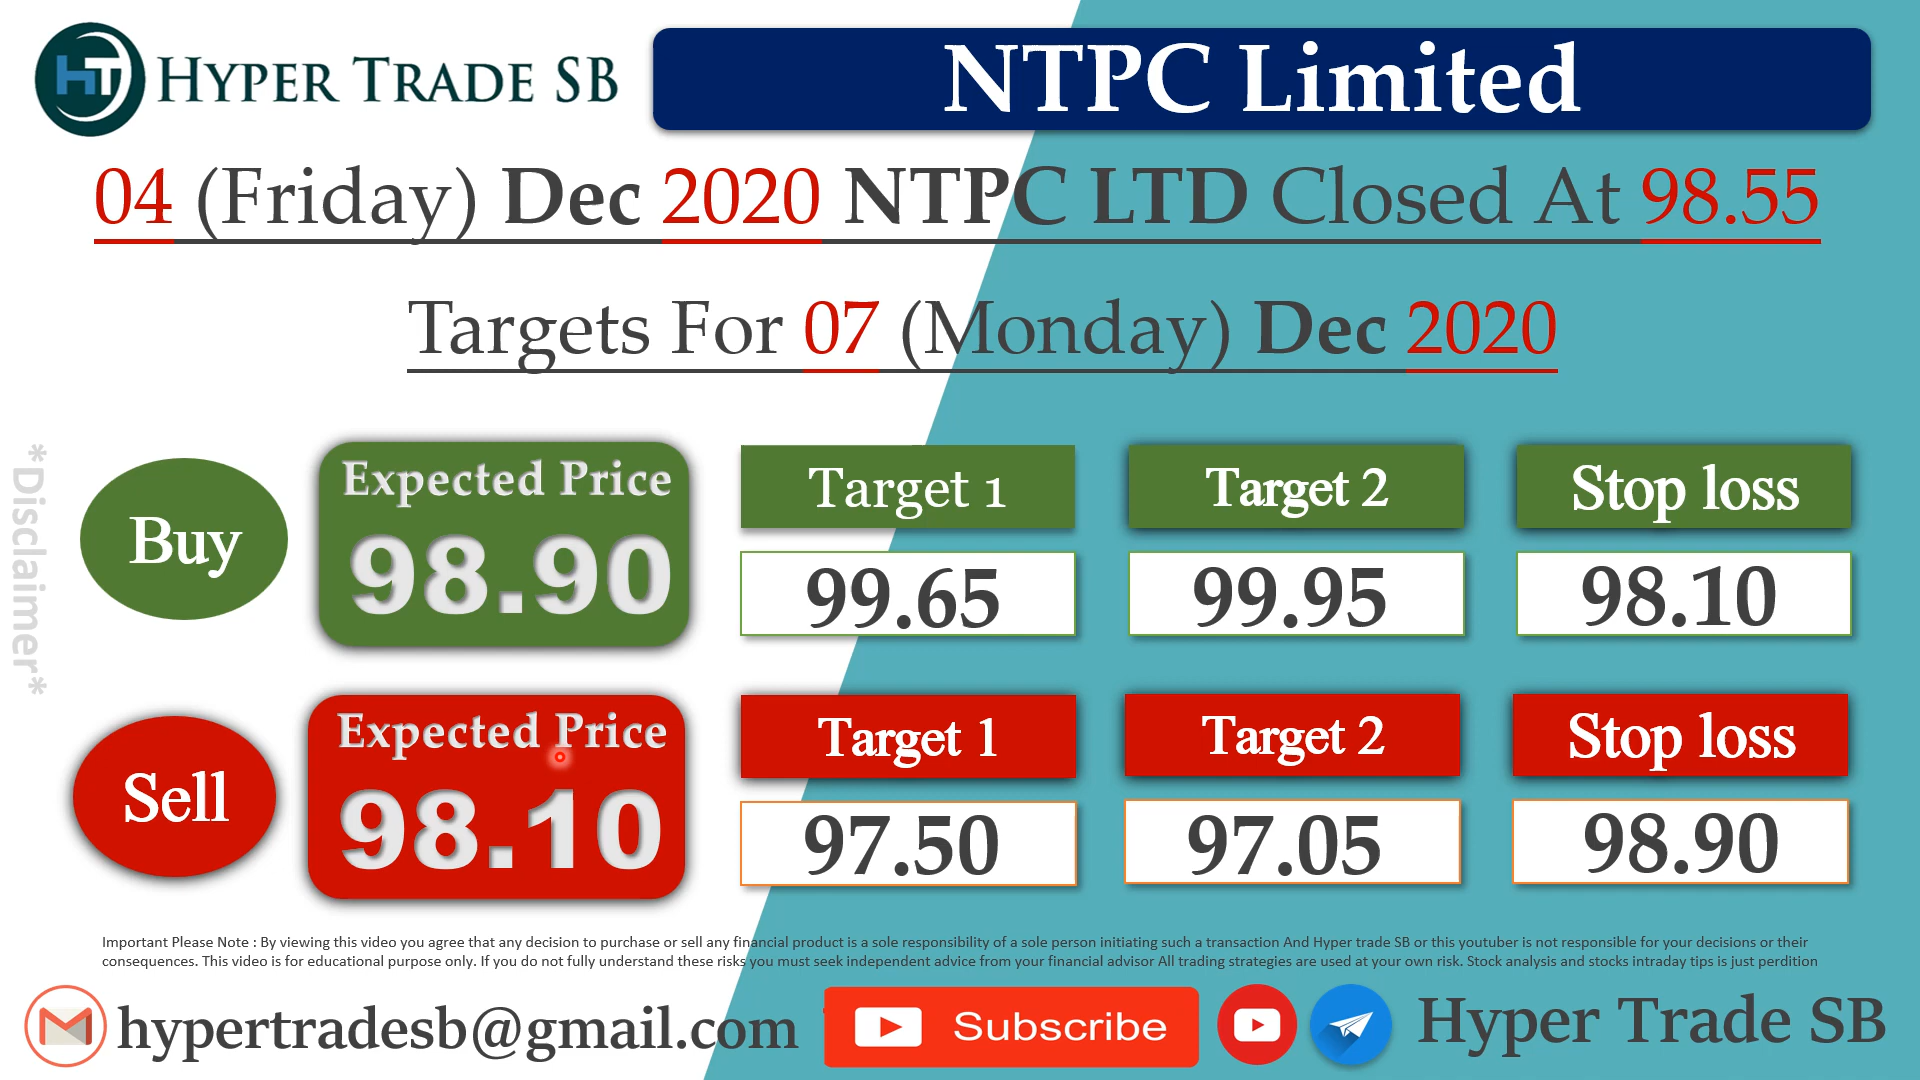 HT HYPER TRADE SB
NTPC Limited
04 (Friday) Dec 2020 NTPC LTD Closed At 98.55
Targets For 07 (Monday) Dec 2020
*Disclaimer*
Buy
Expected Price
98.90
Target 1
99.65
Target 2
99.95
Stop loss
98.10
Sell
Expected Price
98.10
Target 1
97.50
Target 2
97.05
Stop loss
98.90
Important Please Note : By viewing this video you agree that any decision to purchase or sell any financial product is a sole responsibility of a sole person initiating such a transaction And Hyper trade SB or this youtuber is not responsible for your decisions or their
consequences. This video is for educational purpose only. If you do not fully understand these risks you must seek independent advice from your financial advisor All trading strategies are used at your own risk. Stock analysis and stocks intraday tips is just perdition
hypertradesb@gmail.com
Subscribe
Hyper Trade SB